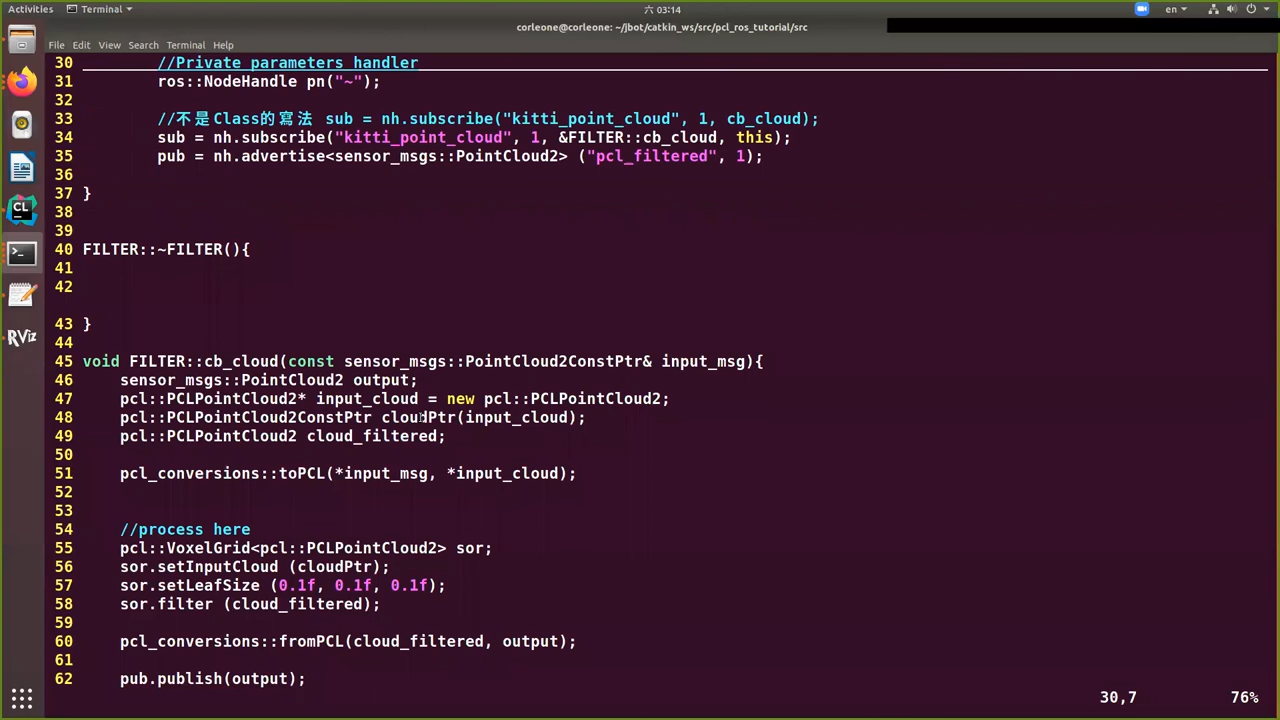 Activities
Terminal
六 03:14
en
corleone@corleone: ~/jbot/catkin_ws/src/pcl_ros_tutorial/src
File Edit View Search Terminal Help
30 //Private parameters handler
31 ros::NodeHandle pn("~");
32
33 //不是Class的寫法 sub = nh.subscribe("kitti_point_cloud", 1, cb_cloud);
34 sub = nh.subscribe("kitti_point_cloud", 1, &FILTER::cb_cloud, this);
35 pub = nh.advertise<sensor_msgs::PointCloud2> ("pcl_filtered", 1);
36
37 }
38
39
40 FILTER::~FILTER(){
41
42
43 }
44
45 void FILTER::cb_cloud(const sensor_msgs::PointCloud2ConstPtr& input_msg){
46 sensor_msgs::PointCloud2 output;
47 pcl::PCLPointCloud2* input_cloud = new pcl::PCLPointCloud2;
48 pcl::PCLPointCloud2ConstPtr cloudPtr(input_cloud);
49 pcl::PCLPointCloud2 cloud_filtered;
50
51 pcl_conversions::toPCL(*input_msg, *input_cloud);
52
53
54 //process here
55 pcl::VoxelGrid<pcl::PCLPointCloud2> sor;
56 sor.setInputCloud (cloudPtr);
57 sor.setLeafSize (0.1f, 0.1f, 0.1f);
58 sor.filter (cloud_filtered);
59
60 pcl_conversions::fromPCL(cloud_filtered, output);
61
62 pub.publish(output);
30,7 76%
CL
RViz